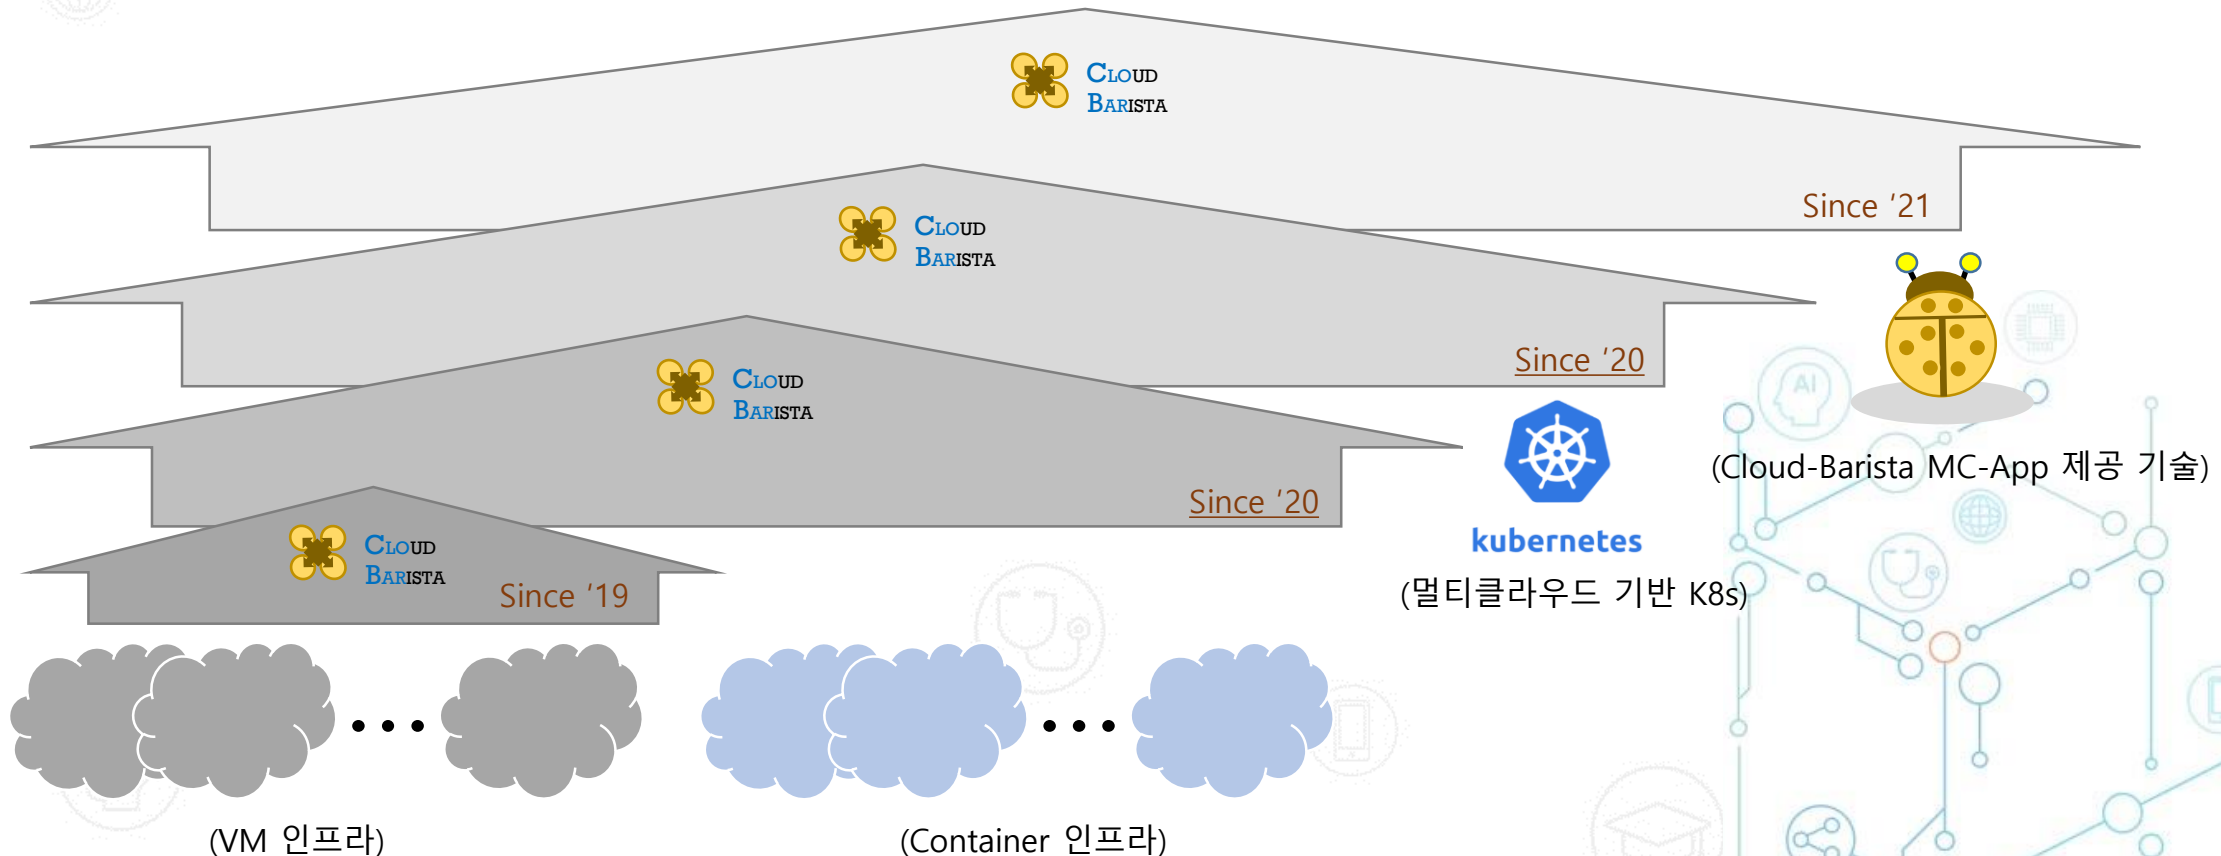 CLOUD
BARISTA
Since '21
CLOUD
BARISTA
Since '20
CLOUD
BARISTA
Since '20
CLOUD
BARISTA
Since '19
AI
(Cloud-Barista MC-App 제공 기술)
kubernetes
(멀티클라우드 기반 K8s)
(VM 인프라)
(Container 인프라)